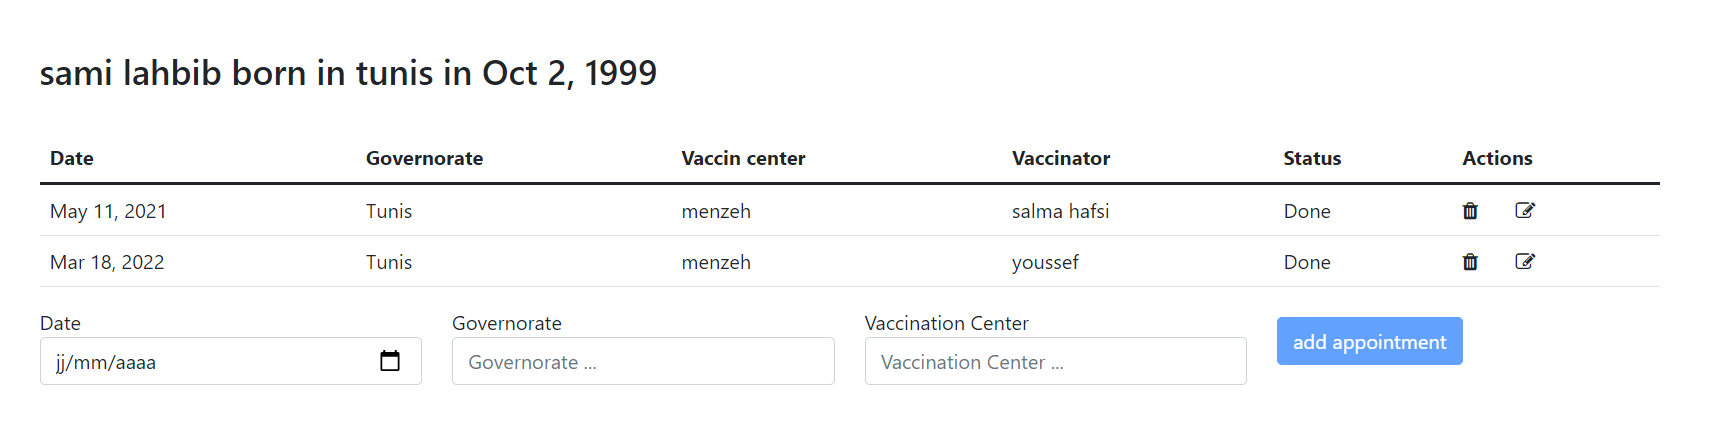 sami lahbib born in tunis in Oct 2, 1999
Date Governorate Vaccin center Vaccinator Status Actions
May 11, 2021 Tunis menzeh salma hafsi Done
Mar 18, 2022 Tunis menzeh youssef Done
Date Governorate Vaccination Center
jj/mm/aaaa Governorate ... Vaccination Center ... add appointment